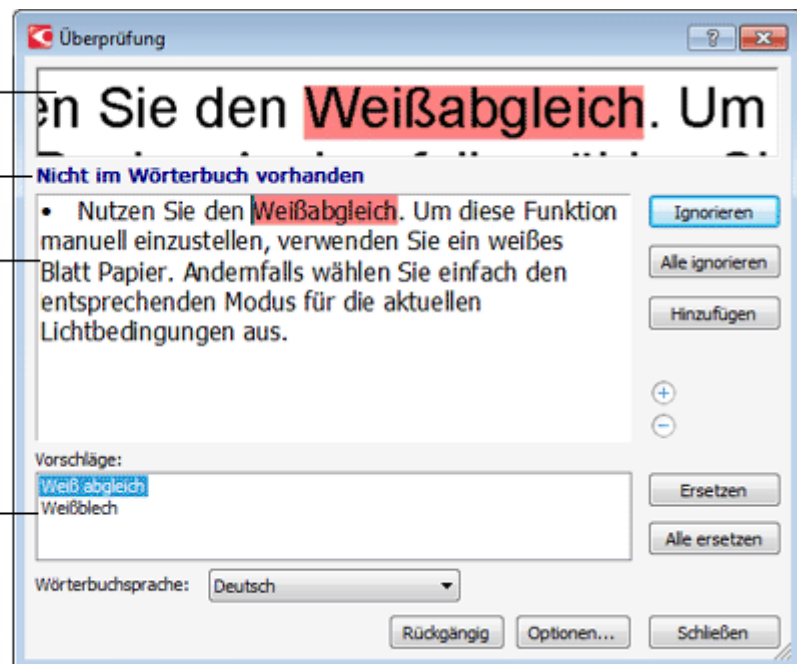 Überprüfung
en Sie den Weißabgleich. Um
Nicht im Wörterbuch vorhanden
• Nutzen Sie den Weißabgleich. Um diese Funktion
manuell einzustellen, verwenden Sie ein weißes
Blatt Papier. Andernfalls wählen Sie einfach den
entsprechenden Modus für die aktuellen
Lichtbedingungen aus.
Ignorieren
Alle ignorieren
Hinzufügen
Vorschläge:
Weiß abgleich
Weißblech
Ersetzen
Alle ersetzen
Wörterbuchsprache: Deutsch
Rückgängig Optionen... Schließen